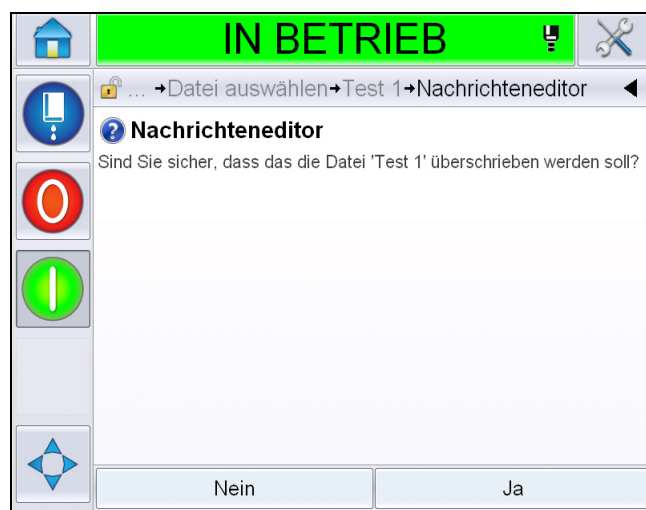 IN BETRIEB
... →Datei auswählen→Test 1→Nachrichteneditor
Nachrichteneditor
Sind Sie sicher, dass das die Datei 'Test 1' überschrieben werden soll?
Nein
Ja